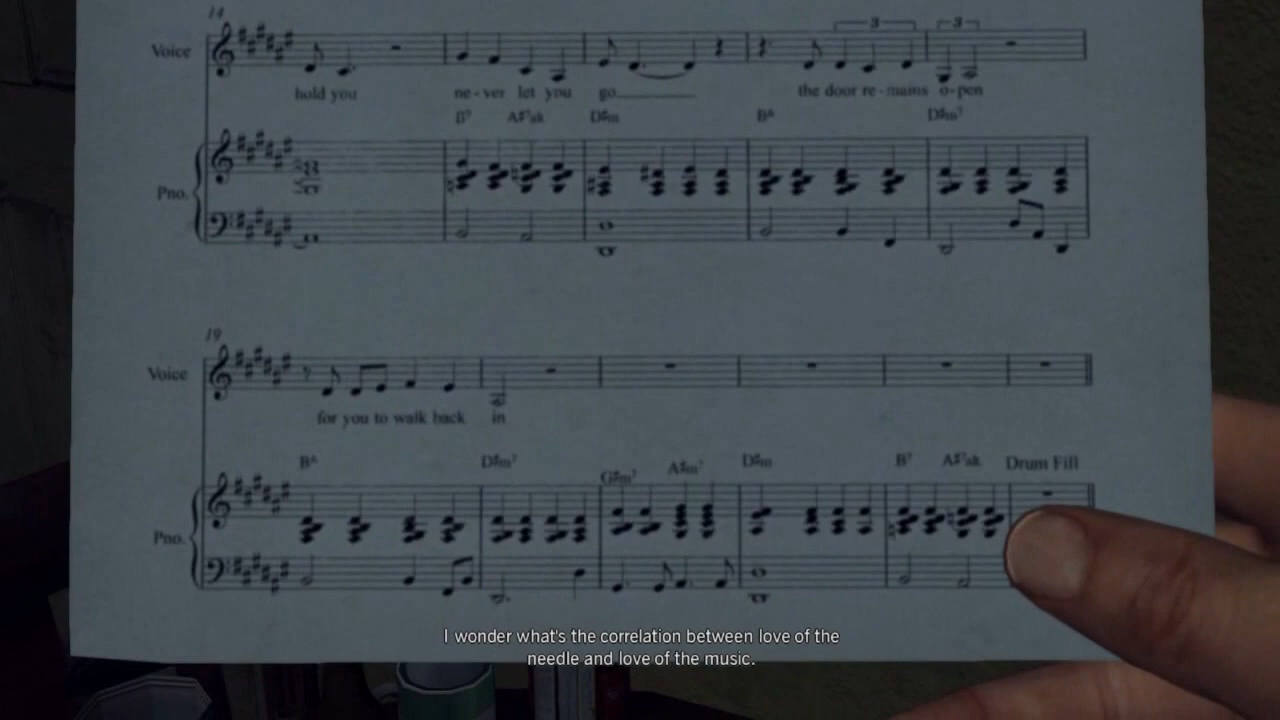 14
Voice
hold you ne - ver let you go the door re - mains o - pen
B⁷ D♯m B⁶ D♯m⁷
Pno.
19
Voice
for you to walk back in
B⁶ D♯m⁷ G♯m⁷ A♯m⁷ D♯m B⁷ Drum Fill
Pno.
I wonder what's the correlation between love of the
needle and love of the music.